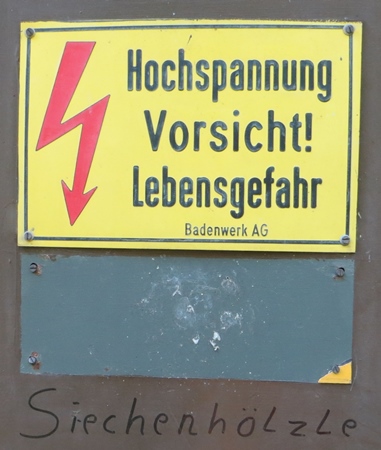 Hochspannung
Vorsicht!
Lebensgefahr
Badenwerk AG
Siechenhölzle